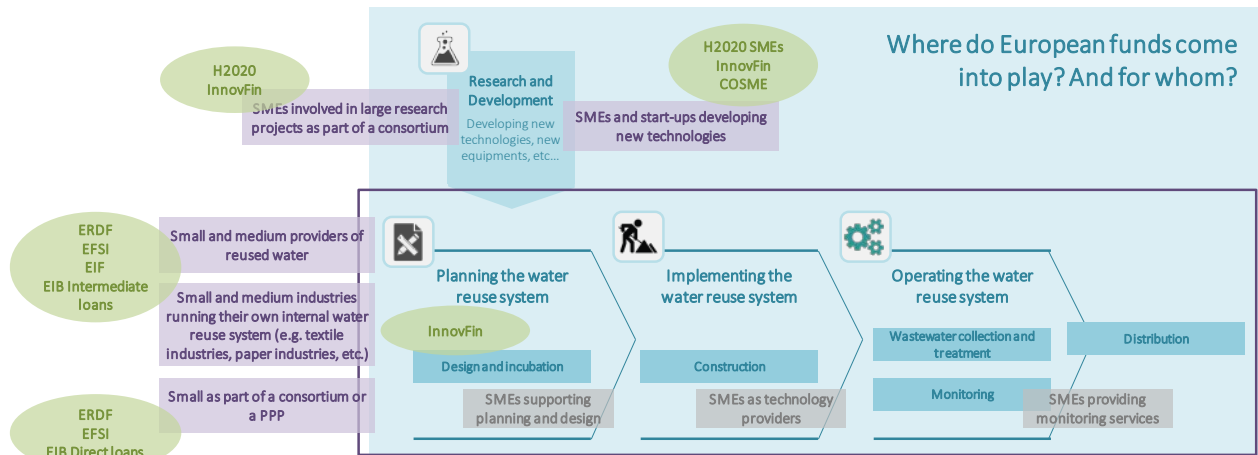 Where do European funds come
into play? And for whom?
H2020
InnovFin
SMEs involved in large research
projects as part of a consortium
Research and
Development
Developing new
technologies, new
equipments, etc...
H2020 SMEs
InnovFin
COSME
SMEs and start-ups developing
new technologies
ERDF
EFSI
EIF
EIB Intermediate
loans
Small and medium providers of
reused water
Small and medium industries
running their own internal water
reuse system (e.g. textile
industries, paper industries, etc.)
Small as part of a consortium or
a PPP
ERDF
EFSI
EIB Direct loans
Planning the water
reuse system
InnovFin
Design and incubation
SMEs supporting
planning and design
Implementing the
water reuse system
Construction
SMEs as technology
providers
Operating the water
reuse system
Wastewater collection and
treatment
Monitoring
SMEs providing
monitoring services
Distribution